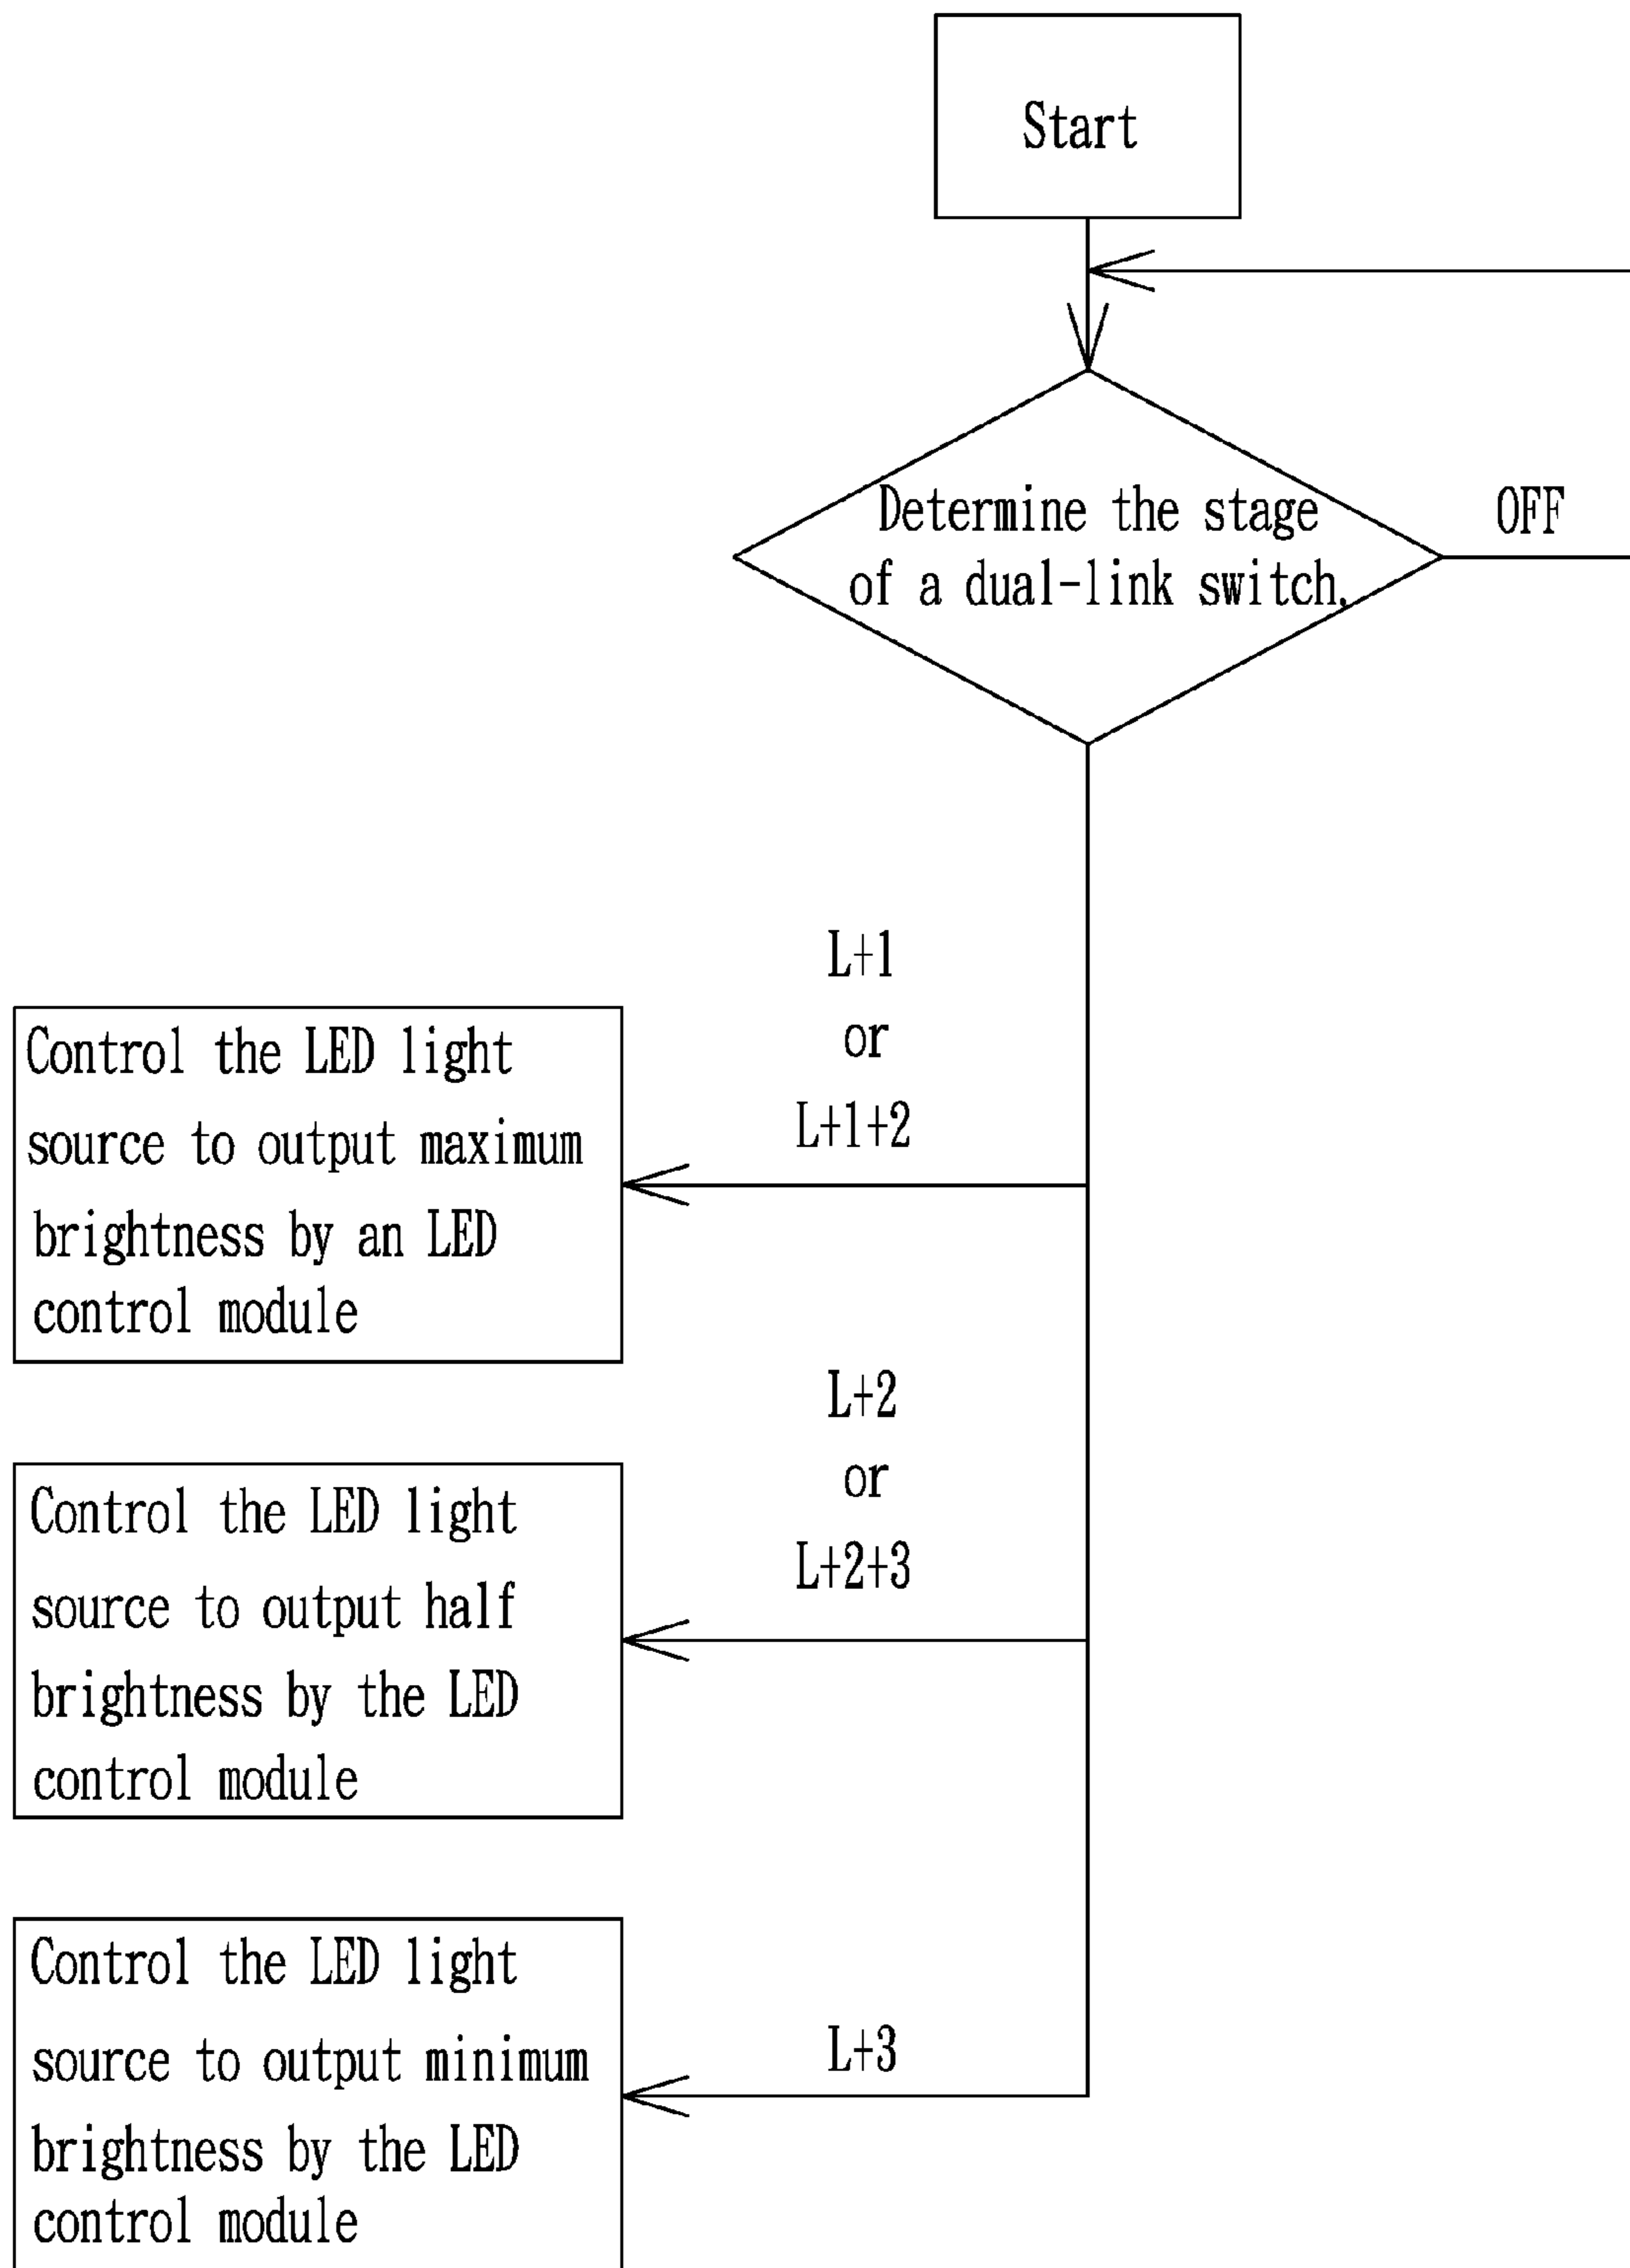 Start
Determine the stage
of a dual-link switch.
OFF
L+1
or
L+1+2
Control the LED light
source to output maximum
brightness by an LED
control module
L+2
or
L+2+3
Control the LED light
source to output half
brightness by the LED
control module
L+3
Control the LED light
source to output minimum
brightness by the LED
control module